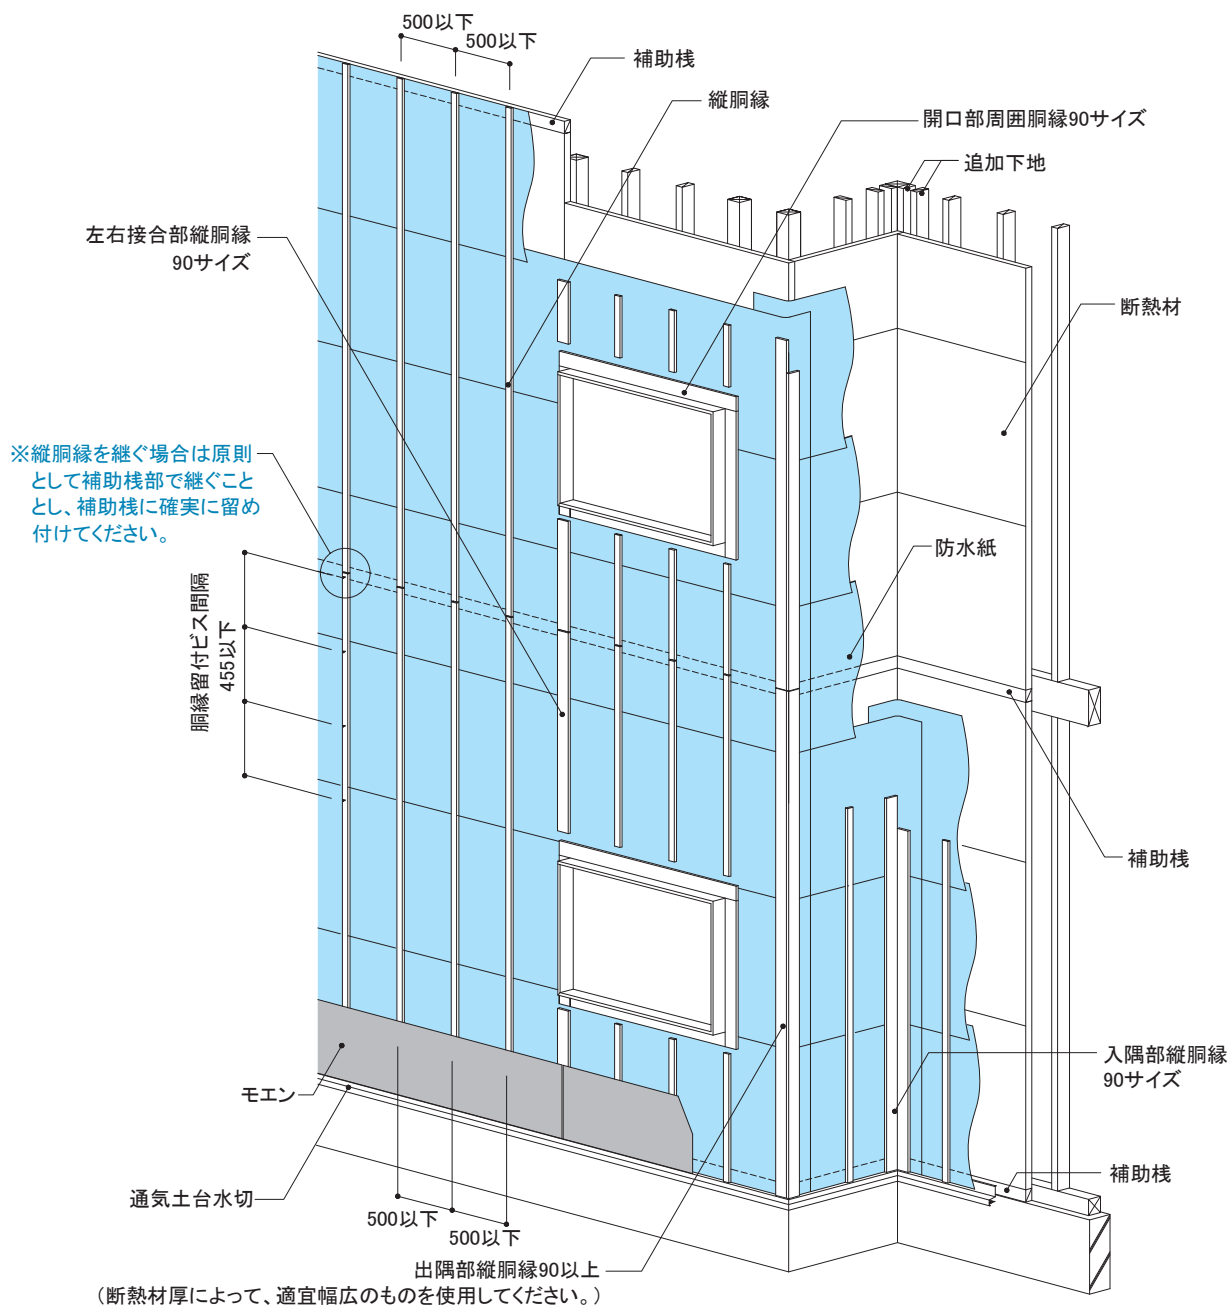 500以下
500以下
補助桟
縦胴縁
開口部周囲胴縁90サイズ
追加下地
左右接合部縦胴縁
90サイズ
断熱材
※縦胴縁を継ぐ場合は原則
として補助桟部で継ぐこと
とし、補助桟に確実に留め
付けてください。
防水紙
胴縁留付ビス間隔
455以下
補助桟
入隅部縦胴縁
90サイズ
モエン
補助桟
通気土台水切
500以下
500以下
出隅部縦胴縁90以上
（断熱材厚によって、適宜幅広のものを使用してください。）